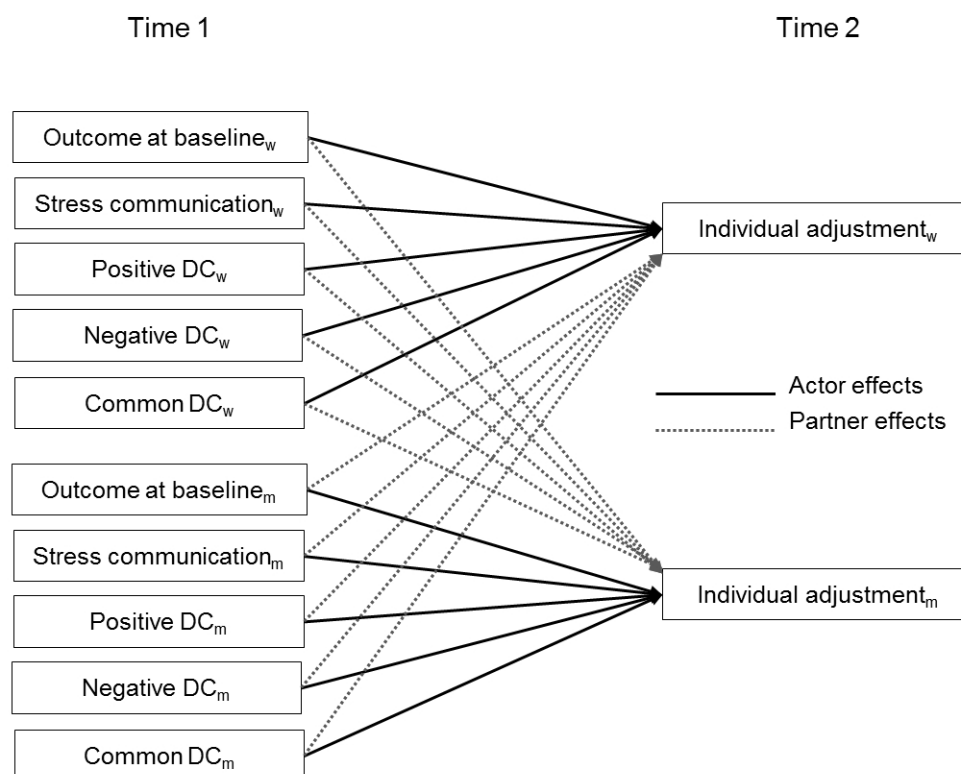 Time 1
Time 2
Outcome at baselinew
Stress communicationw
Positive DCw
Negative DCw
Common DCw
Outcome at baselinem
Stress communicationm
Positive DCm
Negative DCm
Common DCm
Individual adjustmentw
Actor effects
Partner effects
Individual adjustmentm